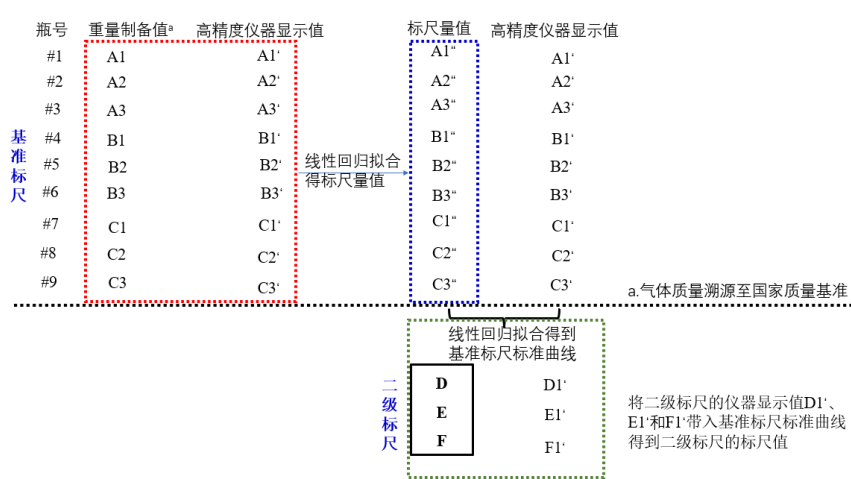 瓶号 重量制备值ᵃ 高精度仪器显示值 标尺量值 高精度仪器显示值
#1 A1 A1‘ A1“ A1‘
#2 A2 A2‘ A2“ A2‘
#3 A3 A3‘ A3“ A3‘
#4 B1 B1‘ B1“ B1‘
#5 B2 B2‘ B2“ B2‘
#6 B3 B3‘ B3“ B3‘
#7 C1 C1‘ C1“ C1‘
#8 C2 C2‘ C2“ C2‘
#9 C3 C3‘ C3“ C3‘
基准标尺
线性回归拟合
得标尺量值
a.气体质量溯源至国家质量基准
线性回归拟合得到
基准标尺标准曲线
二级标尺
D D1‘
E E1‘
F F1‘
将二级标尺的仪器显示值D1‘、
E1‘和F1‘带入基准标尺标准曲线
得到二级标尺的标尺值